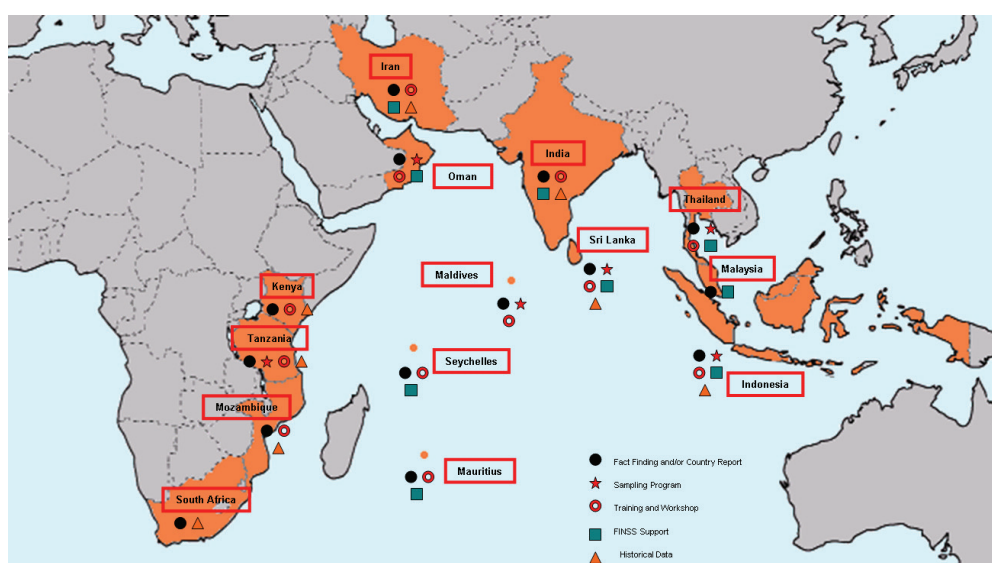 Iran
India
Oman
Thailand
Sri Lanka
Malaysia
Maldives
Kenya
Tanzania
Seychelles
Indonesia
Mozambique
Mauritius
South Africa
Fact Finding and/or Country Report
Sampling Program
Training and Workshop
FINSS Support
Historical Data